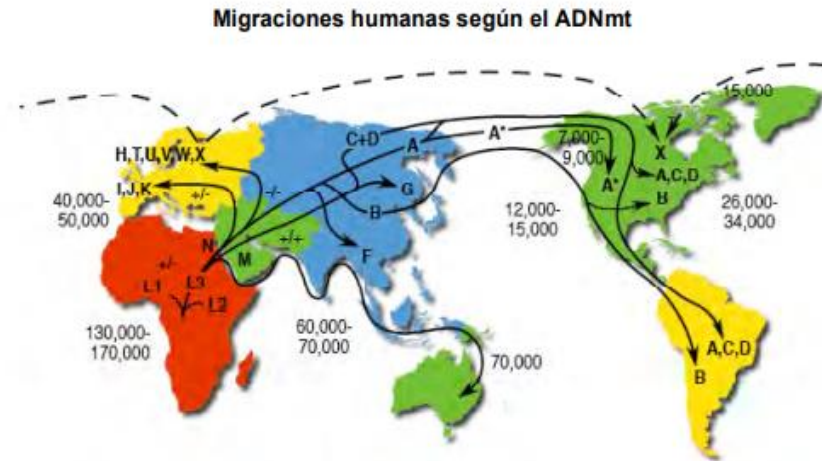 Migraciones humanas según el ADNmt
15,000
C+D
A
A*
7,000-
9,000
H,T,U,V,W,X
X
I,J,K
-/-
G
A*
A,C,D
40,000-
50,000
+/-
B
B
12,000-
15,000
26,000-
34,000
N
+/+
F
M
+/-
L1
L3
L2
130,000-
170,000
60,000-
70,000
70,000
A,C,D
B